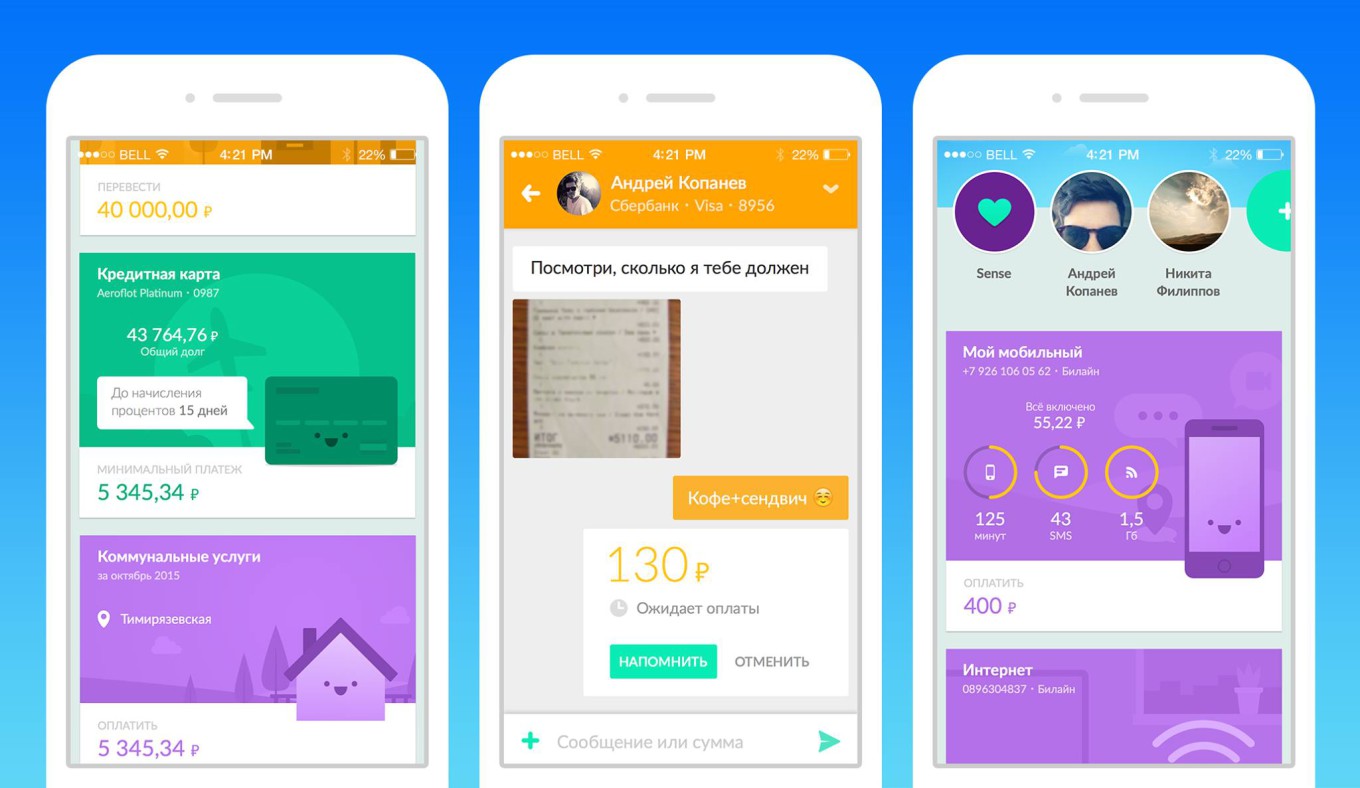 BELL 4:21 PM 22%
ПЕРЕВЕСТИ
40 000,00 ₽
Кредитная карта
Aeroflot Platinum • 0987
43 764,76 ₽
Общий долг
До начисления
процентов 15 дней
МИНИМАЛЬНЫЙ ПЛАТЕЖ
5 345,34 ₽
Коммунальные услуги
за октябрь 2015
Тимирязевская
ОПЛАТИТЬ
5 345,34 ₽
BELL 4:21 PM 22%
Андрей Копанев
Сбербанк • Visa • 8956
Посмотри, сколько я тебе должен
ИТОГ ≡5110.00
Кофе+сендвич ☺️
130 ₽
Ожидает оплаты
НАПОМНИТЬ ОТМЕНИТЬ
Сообщение или сумма
BELL 4:21 PM 22%
Sense
Андрей
Копанев
Никита
Филиппов
Мой мобильный
+7 926 106 05 62 • Билайн
Всё включено
55,22 ₽
125 43 1,5
минут SMS Гб
ОПЛАТИТЬ
400 ₽
Интернет
0896304837 • Билайн